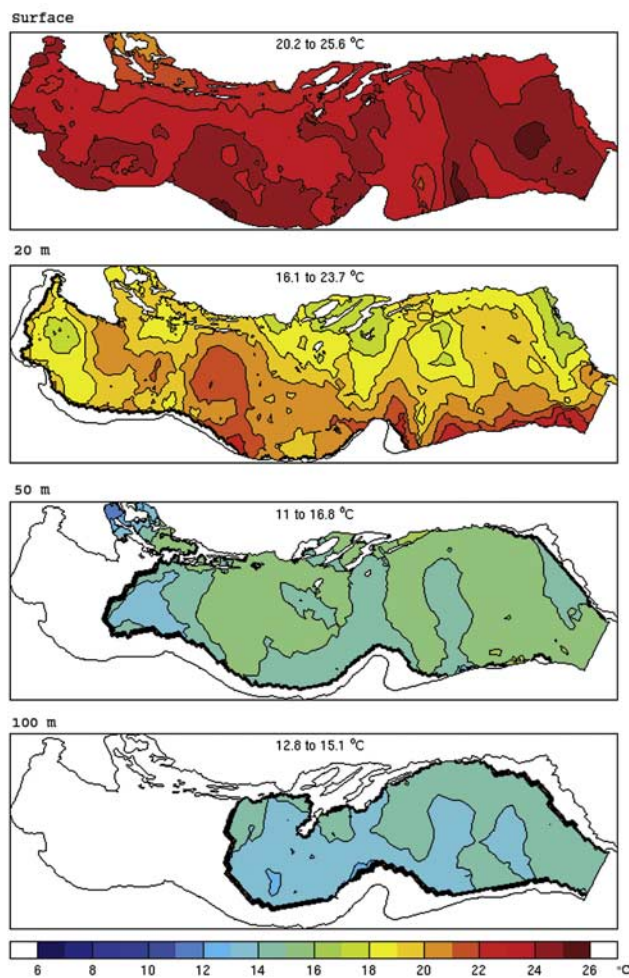 surface
20.2 to 25.6 °C
20 m
16.1 to 23.7 °C
50 m
11 to 16.8 °C
100 m
12.8 to 15.1 °C
6 8 10 12 14 16 18 20 22 24 26 °C